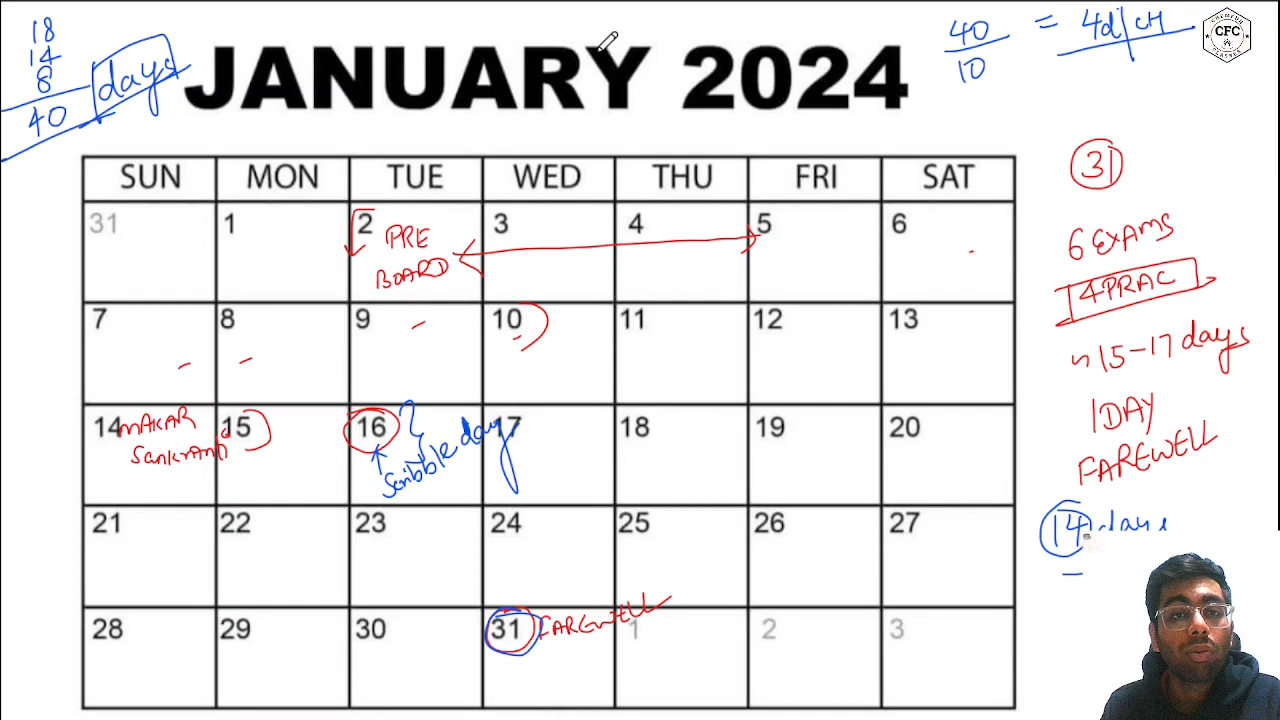 18
14
8
40 days
JANUARY 2024
40
10
= 4d/CH
CFC
SUN MON TUE WED THU FRI SAT
31 1 2 3 4 5 6
PRE
BOARD
7 8 9 10 11 12 13
14 15 16 17 18 19 20
MAKAR
Sankranti
Scribble day
21 22 23 24 25 26 27
28 29 30 31 1 2 3
FAREWELL
31
6 EXAMS
4 PRAC
15-17 days
1 DAY
FAREWELL
14 days